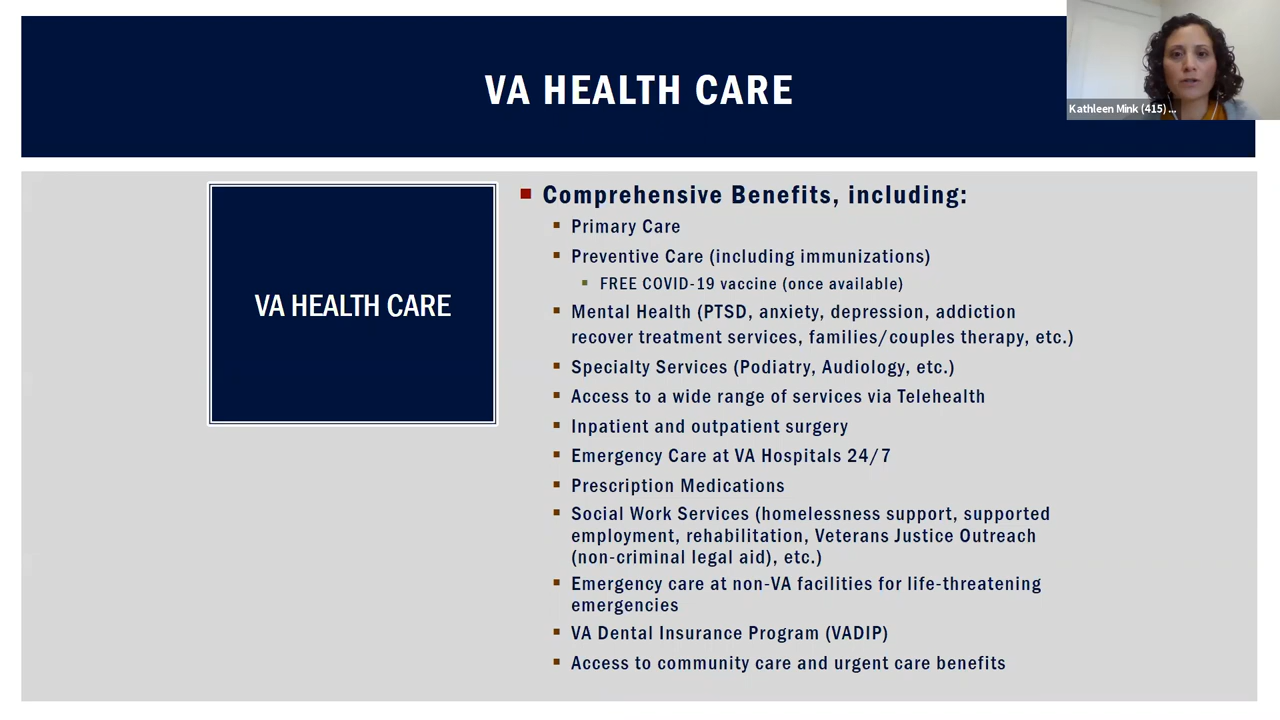 VA HEALTH CARE
Kathleen Mink (415) ...
VA HEALTH CARE
Comprehensive Benefits, including:
Primary Care
Preventive Care (including immunizations)
FREE COVID-19 vaccine (once available)
Mental Health (PTSD, anxiety, depression, addiction
recover treatment services, families/couples therapy, etc.)
Specialty Services (Podiatry, Audiology, etc.)
Access to a wide range of services via Telehealth
Inpatient and outpatient surgery
Emergency Care at VA Hospitals 24/7
Prescription Medications
Social Work Services (homelessness support, supported
employment, rehabilitation, Veterans Justice Outreach
(non-criminal legal aid), etc.)
Emergency care at non-VA facilities for life-threatening
emergencies
VA Dental Insurance Program (VADIP)
Access to community care and urgent care benefits